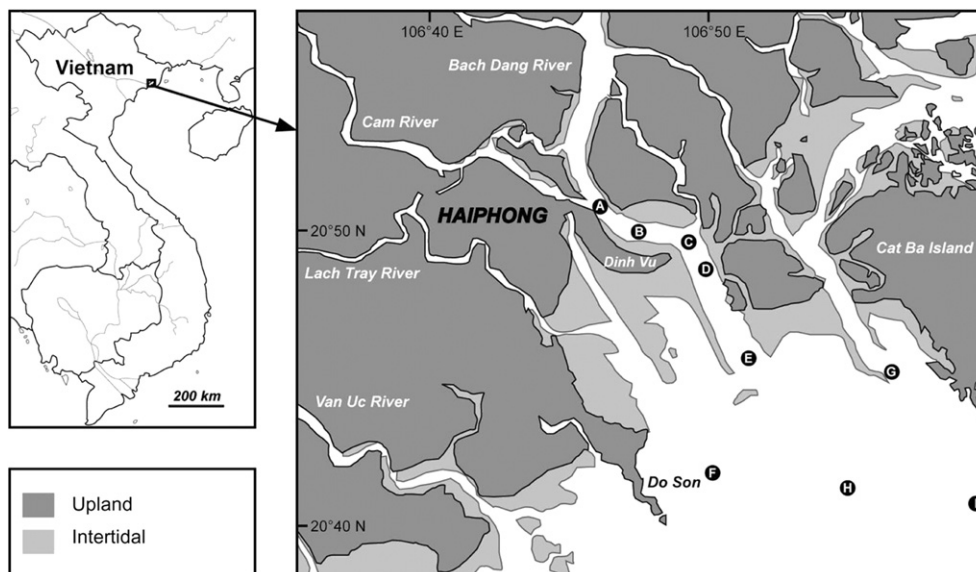 Vietnam
200 km
Upland
Intertidal
106°40 E
106°50 E
Bach Dang River
Cam River
HAIPHONG
A
20°50 N
B
C
Dinh Vu
Cat Ba Island
Lach Tray River
D
E
G
Van Uc River
F
Do Son
H
I
20°40 N